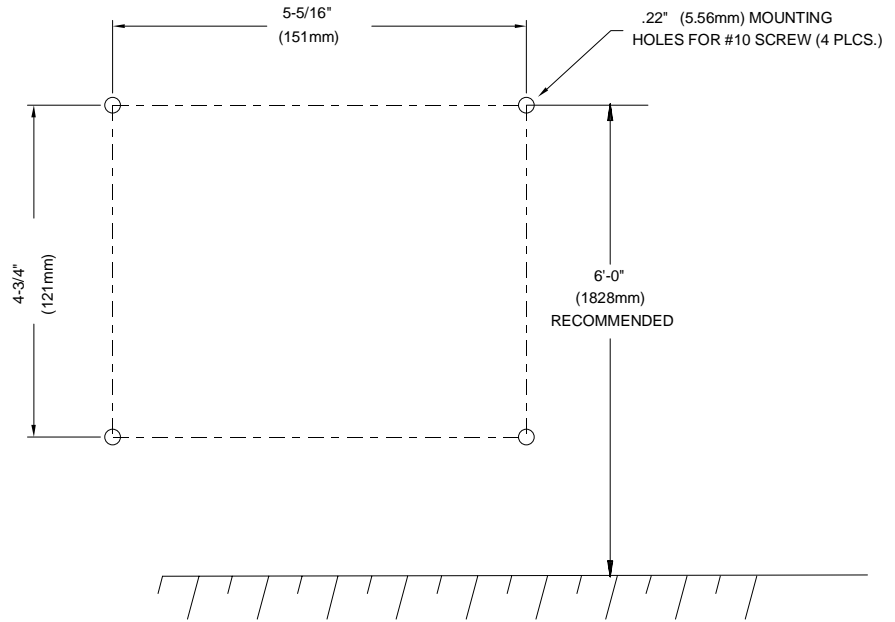 5-5/16"
(151mm)
.22" (5.56mm) MOUNTING
HOLES FOR #10 SCREW (4 PLCS.)
4-3/4"
(121mm)
6'-0"
(1828mm)
RECOMMENDED